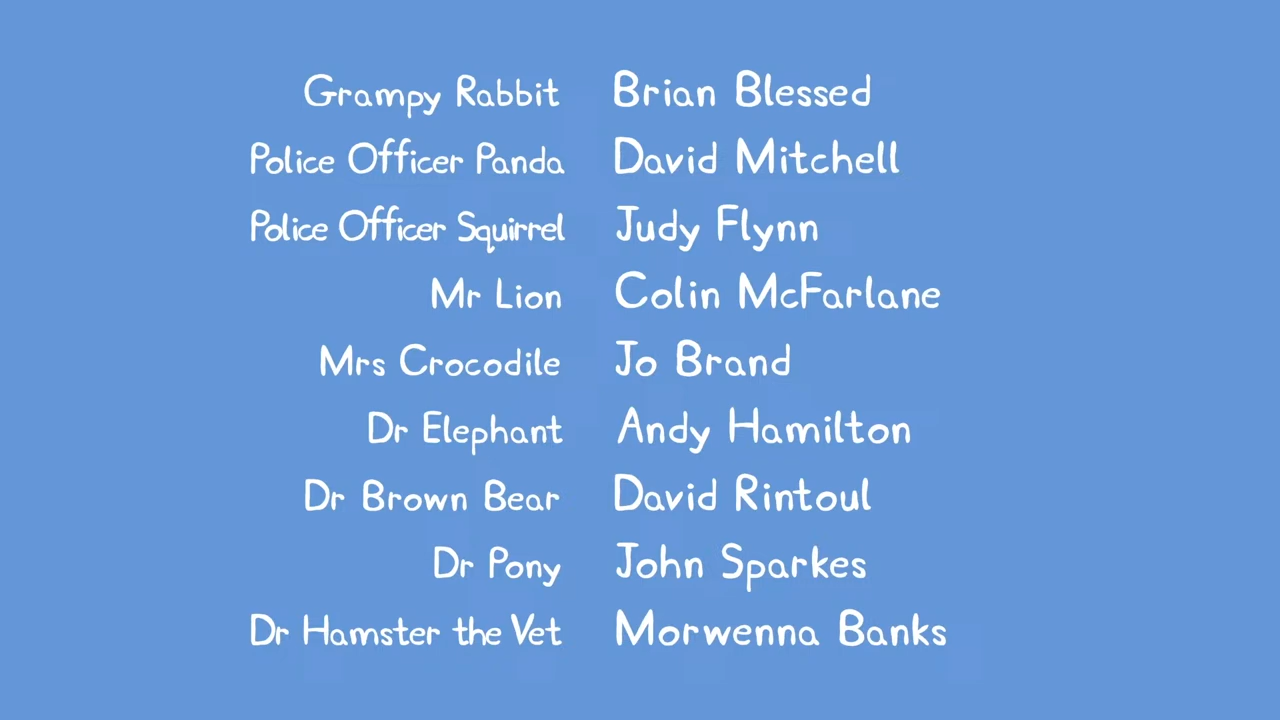 Grampy Rabbit Brian Blessed
Police Officer Panda David Mitchell
Police Officer Squirrel Judy Flynn
Mr Lion Colin McFarlane
Mrs Crocodile Jo Brand
Dr Elephant Andy Hamilton
Dr Brown Bear David Rintoul
Dr Pony John Sparkes
Dr Hamster the Vet Morwenna Banks